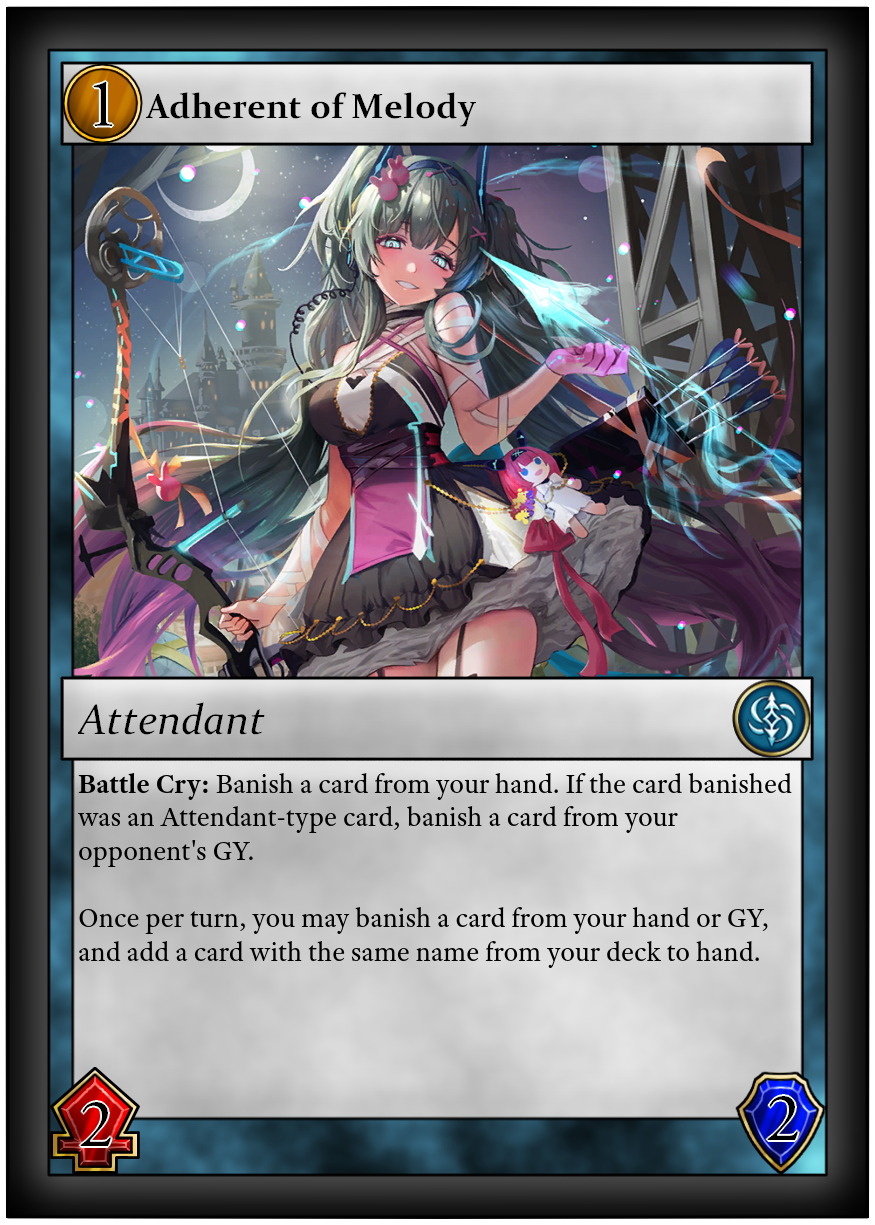 1
Adherent of Melody
Attendant
Battle Cry: Banish a card from your hand. If the card banished
was an Attendant-type card, banish a card from your
opponent's GY.
Once per turn, you may banish a card from your hand or GY,
and add a card with the same name from your deck to hand.
2
2